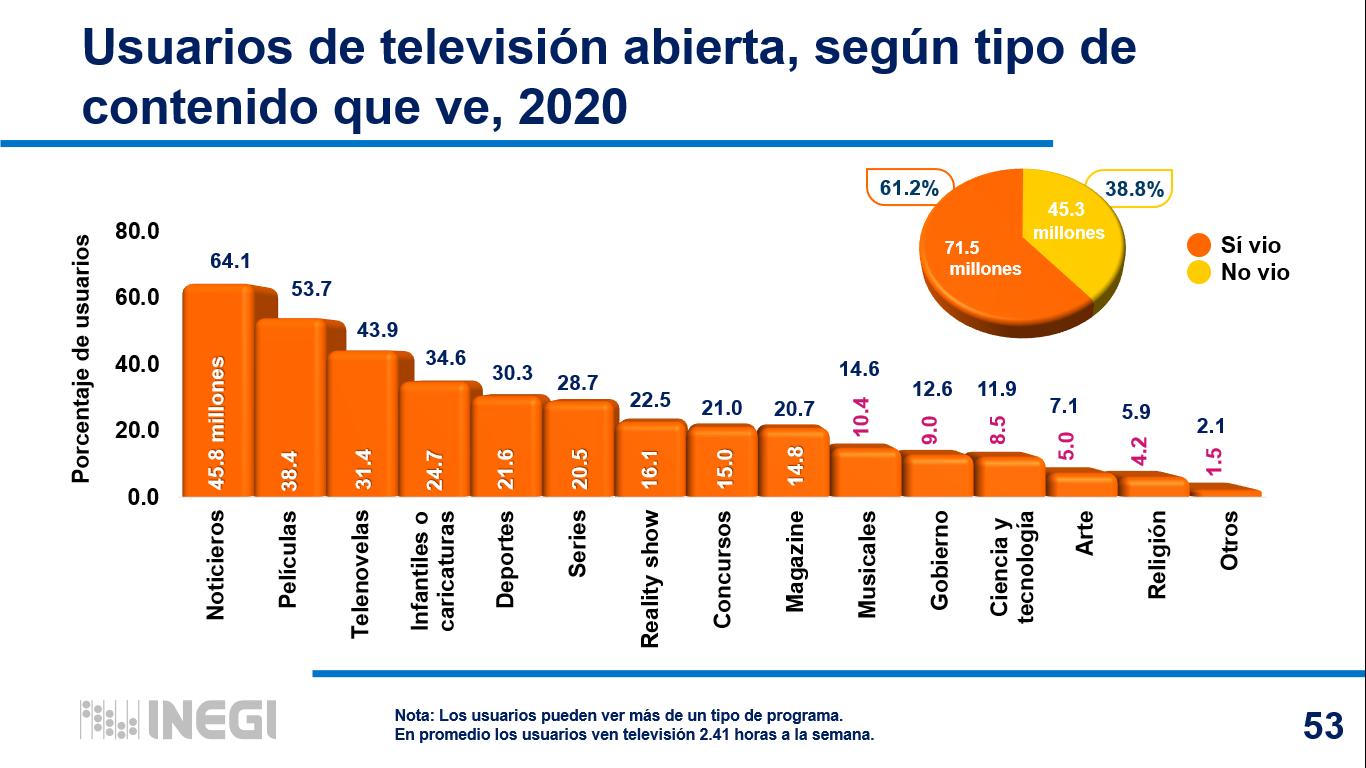 Usuarios de televisión abierta, según tipo de
contenido que ve, 2020
61.2%
38.8%
45.3
millones
71.5
millones
Sí vio
No vio
Porcentaje de usuarios
80.0
60.0
40.0
20.0
0.0
64.1
53.7
43.9
34.6
30.3
28.7
22.5
21.0
20.7
14.6
12.6
11.9
7.1
5.9
2.1
45.8 millones
38.4
31.4
24.7
21.6
20.5
16.1
15.0
14.8
10.4
9.0
8.5
5.0
4.2
1.5
Noticieros
Películas
Telenovelas
Infantiles o
caricaturas
Deportes
Series
Reality show
Concursos
Magazine
Musicales
Gobierno
Ciencia y
tecnología
Arte
Religión
Otros
INEGI
Nota: Los usuarios pueden ver más de un tipo de programa.
En promedio los usuarios ven televisión 2.41 horas a la semana.
53